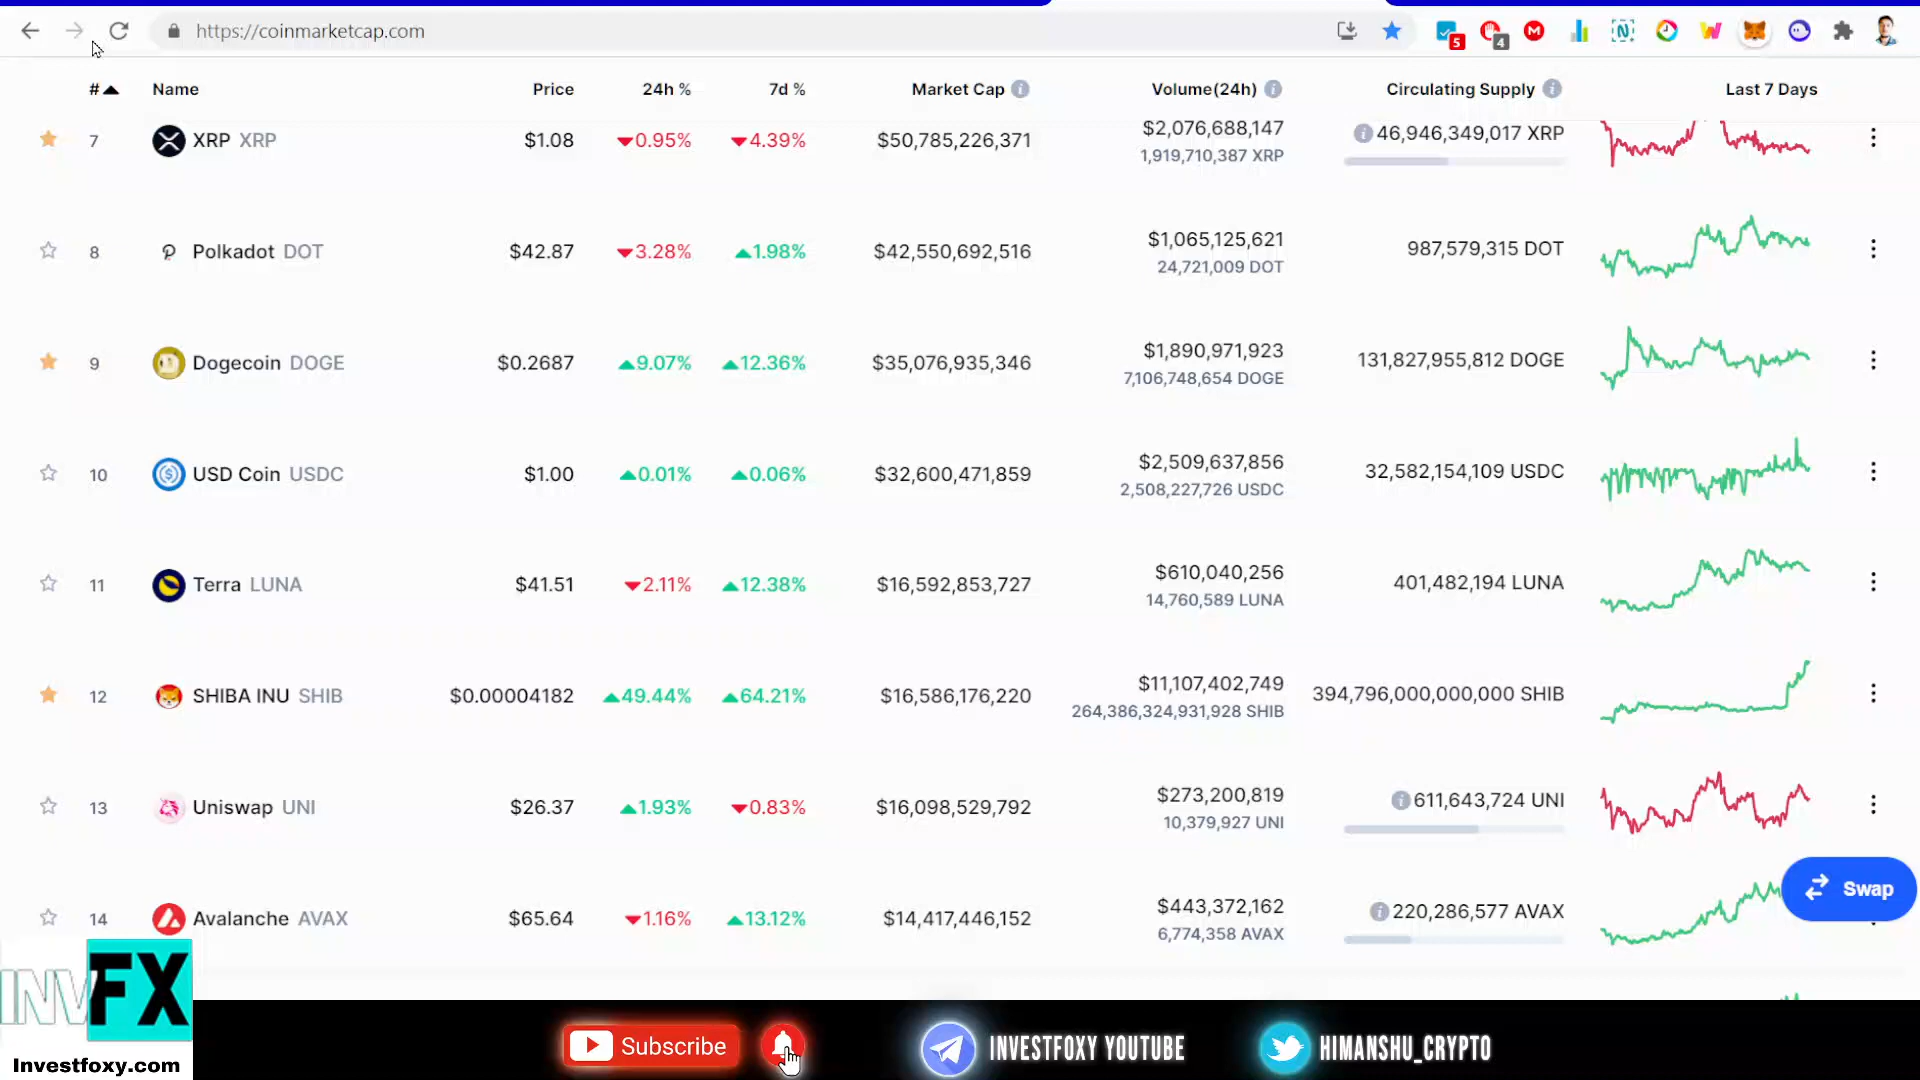 https://coinmarketcap.com
5
4
# Name Price 24h % 7d % Market Cap Volume(24h) Circulating Supply Last 7 Days
7 XRP XRP $1.08 0.95% 4.39% $50,785,226,371 $2,076,688,147 46,946,349,017 XRP
1,919,710,387 XRP
8 Polkadot DOT $42.87 3.28% 1.98% $42,550,692,516 $1,065,125,621 987,579,315 DOT
24,721,009 DOT
9 Dogecoin DOGE $0.2687 9.07% 12.36% $35,076,935,346 $1,890,971,923 131,827,955,812 DOGE
7,106,748,654 DOGE
10 USD Coin USDC $1.00 0.01% 0.06% $32,600,471,859 $2,509,637,856 32,582,154,109 USDC
2,508,227,726 USDC
11 Terra LUNA $41.51 2.11% 12.38% $16,592,853,727 $610,040,256 401,482,194 LUNA
14,760,589 LUNA
12 SHIBA INU SHIB $0.00004182 49.44% 64.21% $16,586,176,220 $11,107,402,749 394,796,000,000,000 SHIB
264,386,324,931,928 SHIB
13 Uniswap UNI $26.37 1.93% 0.83% $16,098,529,792 $273,200,819 611,643,724 UNI
10,379,927 UNI
Swap
14 Avalanche AVAX $65.64 1.16% 13.12% $14,417,446,152 $443,372,162 220,286,577 AVAX
6,774,358 AVAX
INVFX
Investfoxy.com
Subscribe
INVESTFOXY YOUTUBE
HIMANSHU_CRYPTO